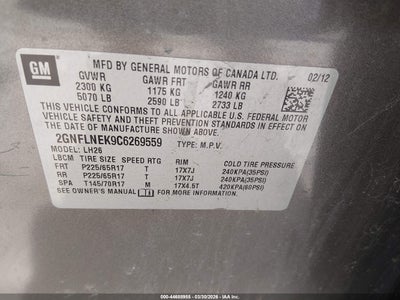 GM
MFD BY GENERAL MOTORS OF CANADA LTD. 02/12
GVWR GAWR FRT GAWR RR
2300 KG 1175 KG 1240 KG
5070 LB 2590 LB 2733 LB
THIS VEHICLE CONFORMS TO ALL APPLICABLE U.S. FEDERAL MOTOR
VEHICLE SAFETY AND THEFT PREVENTION STANDARDS IN EFFECT ON
THE DATE OF MANUFACTURE SHOWN ABOVE.
2GNFLNEK9C6269559 TYPE: M.P.V.
MODEL: LH26
LBCM TIRE SIZE SPEED RTG RIM COLD TIRE PRESSURE
FRT P225/65R17 T 17X7J 240KPA(35PSI)
RR P225/65R17 T 17X7J 240KPA(35PSI)
SPA T145/70R17 M 17X4.5T 420KPA(60PSI)
SEE OWNER'S MANUAL FOR MORE INFORMATION.
000-44688955 - 03/30/2026 - IAA Inc.